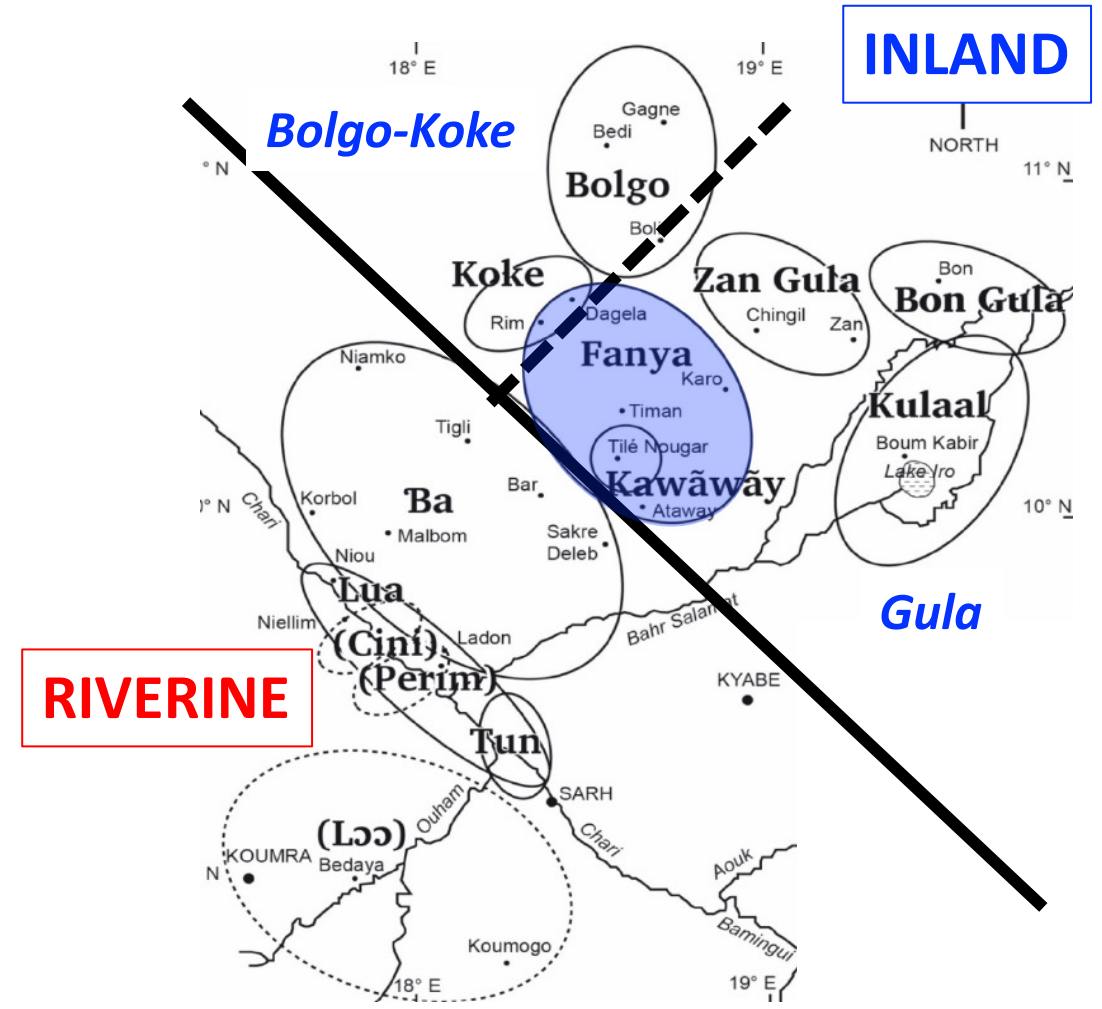 INLAND
18° E
19° E
Bolgo-Koke
Gagne
Bedi
NORTH
° N
11° N
Bolgo
Boli
Koke
Zan Gula
Bon
Bon Gula
Rim
Dagela
Chingil
Zan
Fanya
Niamko
Karo
Kulaal
Timan
Tigli
Tilé Nougar
Boum Kabir
Lake Iro
Bar
Kawãwãy
Korbol
Ɓa
° N
10° N
Chari
Malbom
Ataway
Sakre
Deleb
Niou
Lua
Gula
Niellim
Bahr Salamat
(Cini)
Ladon
(Perim)
RIVERINE
KYABE
Tun
SARH
Ouham
(Lɔɔ)
Chari
KOUMRA
Bedaya
N
Aouk
Bamingui
Koumogo
18° E
19° E